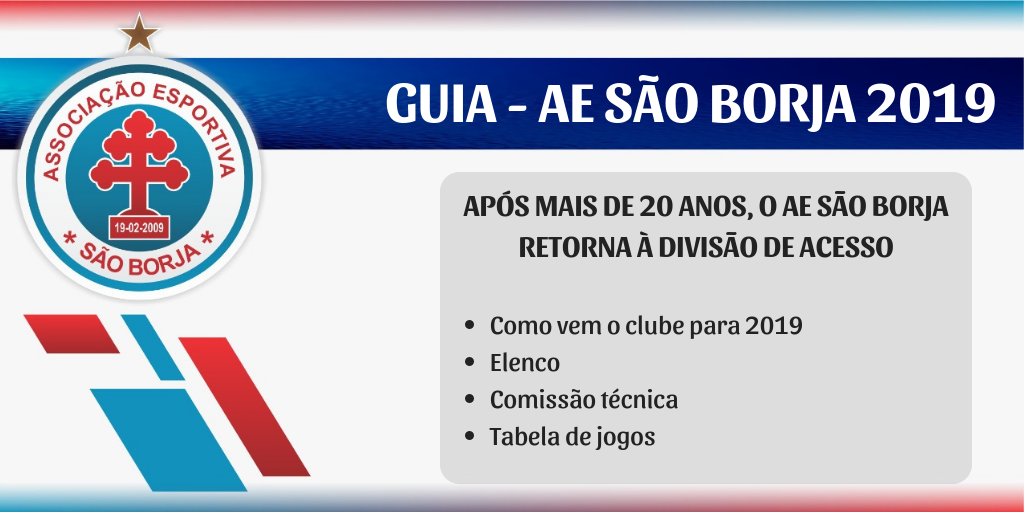 GUIA - AE SÃO BORJA 2019
ASSOCIAÇÃO ESPORTIVA
19-02-2009
* SÃO BORJA *
APÓS MAIS DE 20 ANOS, O AE SÃO BORJA
RETORNA À DIVISÃO DE ACESSO
• Como vem o clube para 2019
• Elenco
• Comissão técnica
• Tabela de jogos